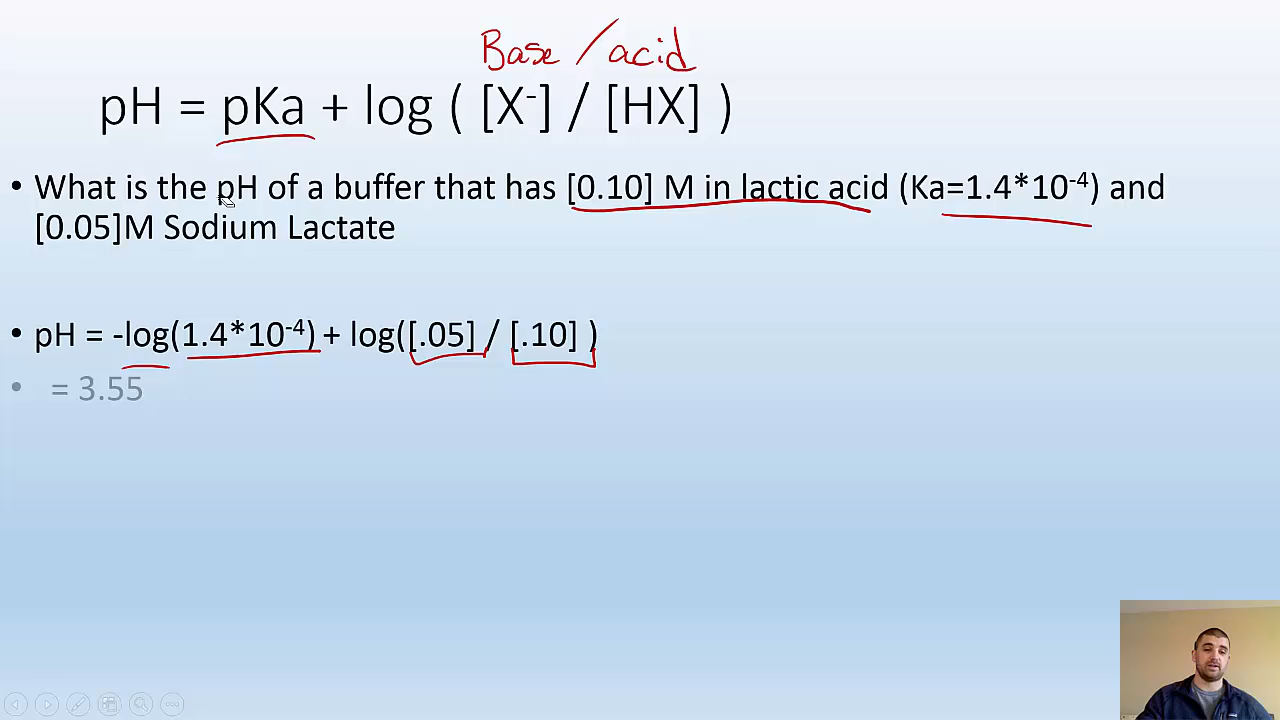 Base / acid
pH = pKa + log ( [X-] / [HX] )
• What is the pH of a buffer that has [0.10] M in lactic acid (Ka=1.4*10-4) and
[0.05]M Sodium Lactate
• pH = -log(1.4*10-4) + log([.05] / [.10] )
• = 3.55